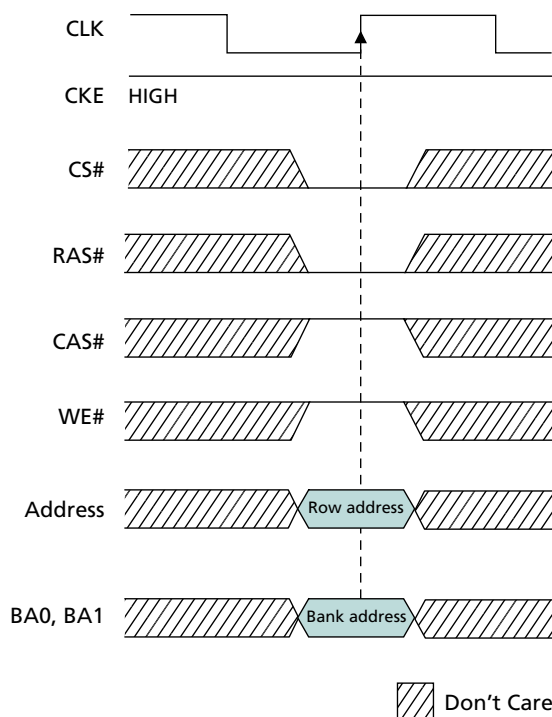 CLK
CKE HIGH
CS#
RAS#
CAS#
WE#
Address Row address
BA0, BA1 Bank address
Don't Care